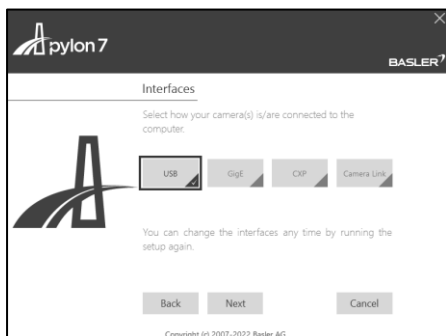 pylon 7
BASLER
Interfaces
Select how your camera(s) is/are connected to the
computer.
USB GigE CXP Camera Link
You can change the interfaces any time by running the
setup again.
Back Next Cancel
Copyright (c) 2007-2022 Basler AG